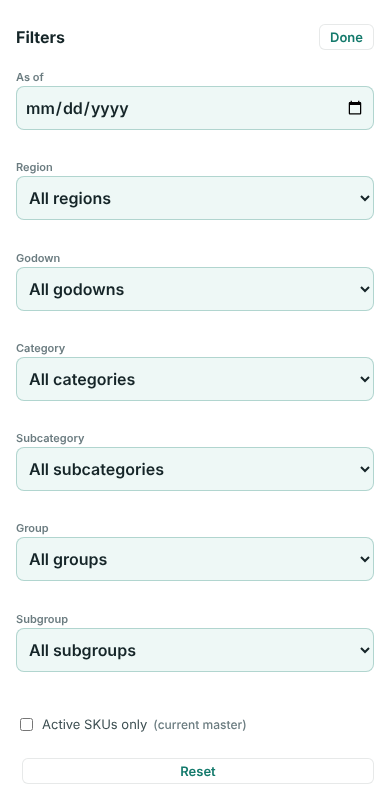 Filters
Done
As of
mm/dd/yyyy
Region
All regions
Godown
All godowns
Category
All categories
Subcategory
All subcategories
Group
All groups
Subgroup
All subgroups
Active SKUs only (current master)
Reset